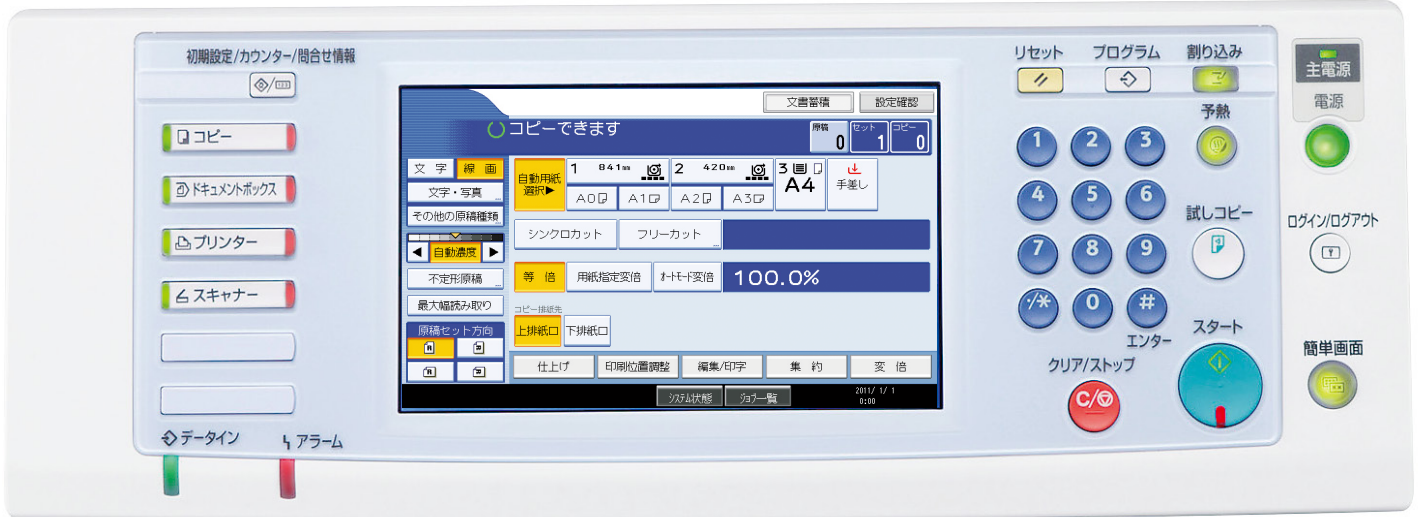 初期設定/カウンター/問合せ情報
コピー
ドキュメントボックス
プリンター
スキャナー
データイン
アラーム
文書蓄積
設定確認
コピーできます
原稿 0
セット 1
コピー 0
文 字
線 画
文字・写真
その他の原稿種類
自動濃度
不定形原稿
最大幅読み取り
原稿セット方向
自動用紙
選択▶
1 841mm
2 420mm
3
A4
手差し
A0
A1
A2
A3
シンクロカット
フリーカット
等 倍
用紙指定変倍
ｵｰﾄﾓｰﾄﾞ変倍
100.0%
コピー排紙先
上排紙口
下排紙口
仕上げ
印刷位置調整
編集/印字
集 約
変 倍
ｼｽﾃﾑ状態
ｼﾞｮﾌﾞ一覧
2011/ 1/ 1
0:00
リセット
プログラム
割り込み
予熱
1 2 3
4 5 6
7 8 9
・/* 0 #
エンター
試しコピー
クリア/ストップ
C/
スタート
主電源
電源
ログイン/ログアウト
簡単画面